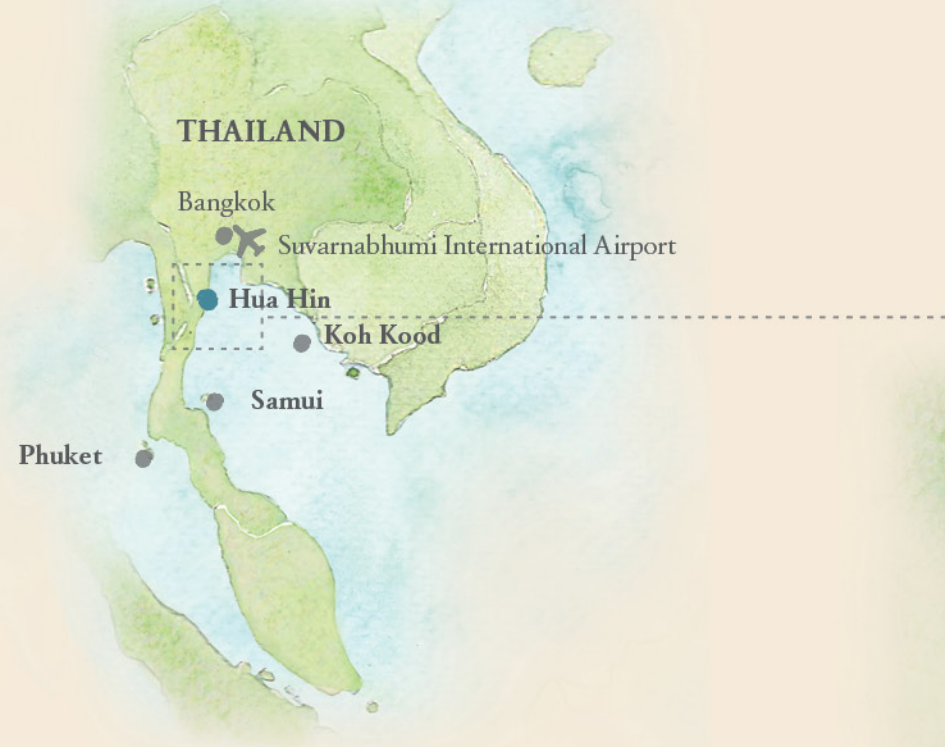 THAILAND
Bangkok
Suvarnabhumi International Airport
Hua Hin
Koh Kood
Samui
Phuket